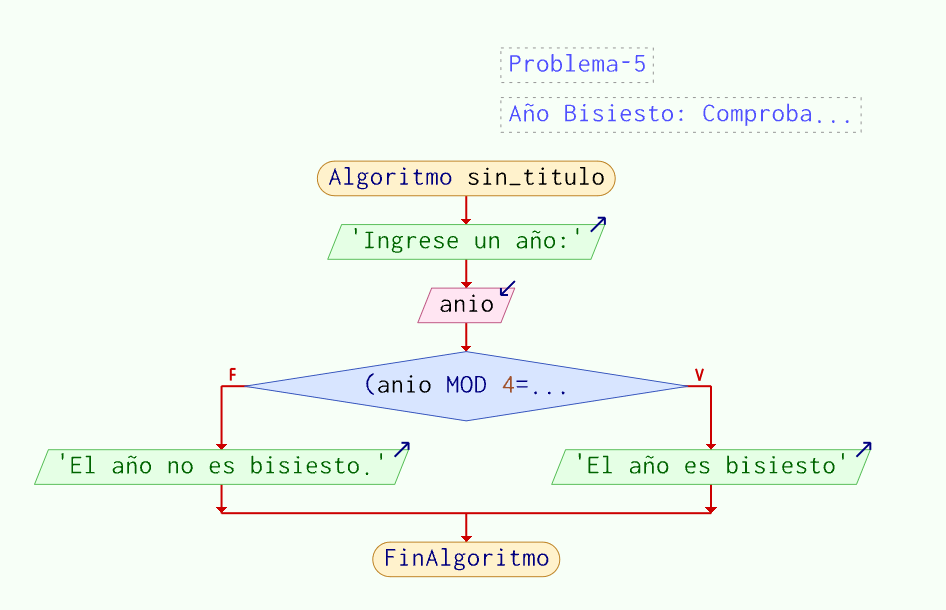 Problema-5
Año Bisiesto: Comproba...
Algoritmo sin_titulo
'Ingrese un año:'
anio
F
V
(anio MOD 4=...
'El año no es bisiesto.'
'El año es bisiesto'
FinAlgoritmo